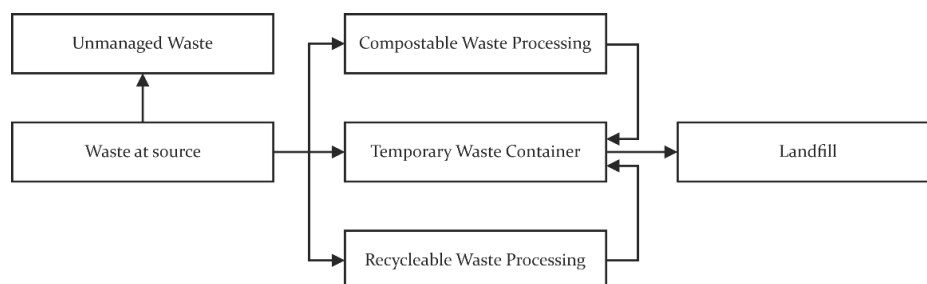 Unmanaged Waste
Compostable Waste Processing
Waste at source
Temporary Waste Container
Landfill
Recycleable Waste Processing